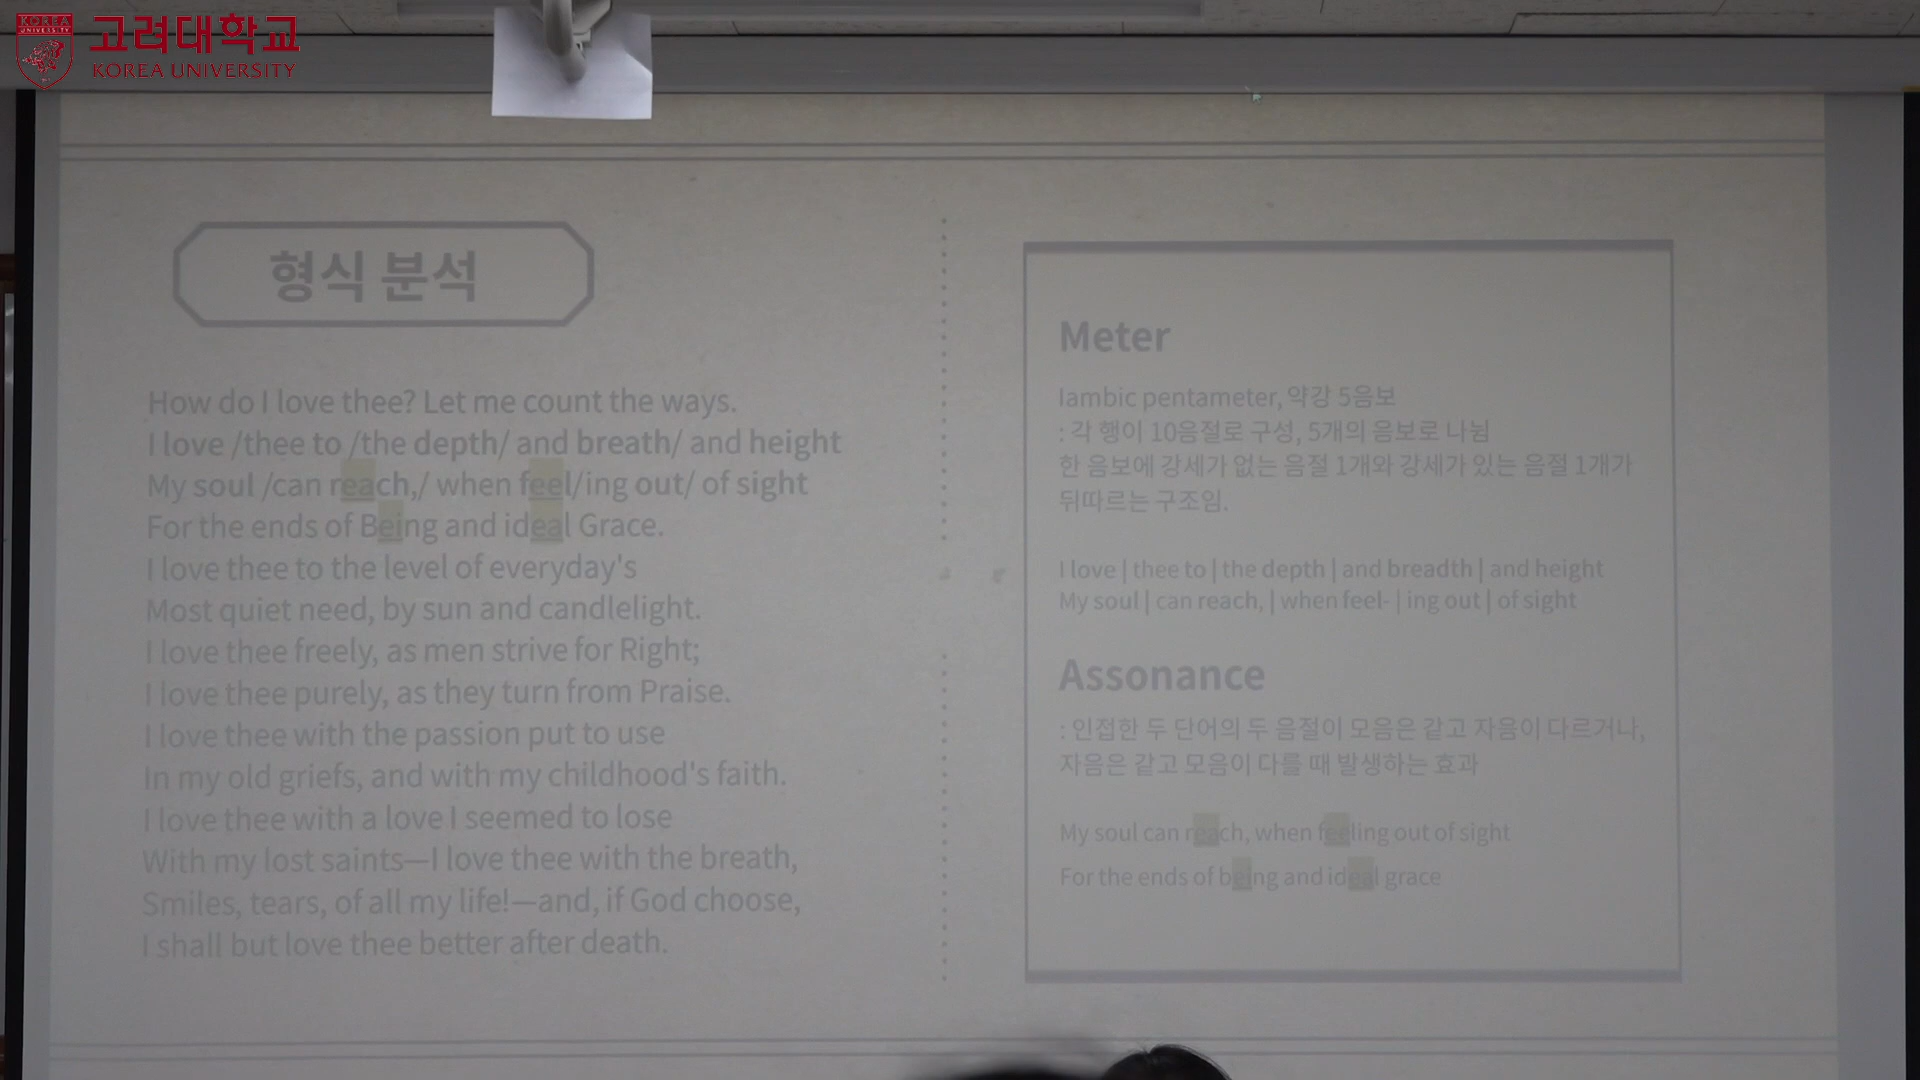 KOREA
UNIVERSITY
고려대학교
KOREA UNIVERSITY
형식 분석
How do I love thee? Let me count the ways.
I love /thee to /the depth/ and breath/ and height
My soul /can reach,/ when feel/ing out/ of sight
For the ends of Being and ideal Grace.
I love thee to the level of everyday's
Most quiet need, by sun and candlelight.
I love thee freely, as men strive for Right;
I love thee purely, as they turn from Praise.
I love thee with the passion put to use
In my old griefs, and with my childhood's faith.
I love thee with a love I seemed to lose
With my lost saints—I love thee with the breath,
Smiles, tears, of all my life!—and, if God choose,
I shall but love thee better after death.
Meter
Iambic pentameter, 약강 5음보
: 각 행이 10음절로 구성, 5개의 음보로 나뉨
한 음보에 강세가 없는 음절 1개와 강세가 있는 음절 1개가
뒤따르는 구조임.
I love | thee to | the depth | and breadth | and height
My soul | can reach, | when feel- | ing out | of sight
Assonance
: 인접한 두 단어의 두 음절이 모음은 같고 자음이 다르거나,
자음은 같고 모음이 다를 때 발생하는 효과
My soul can reach, when feeling out of sight
For the ends of being and ideal grace